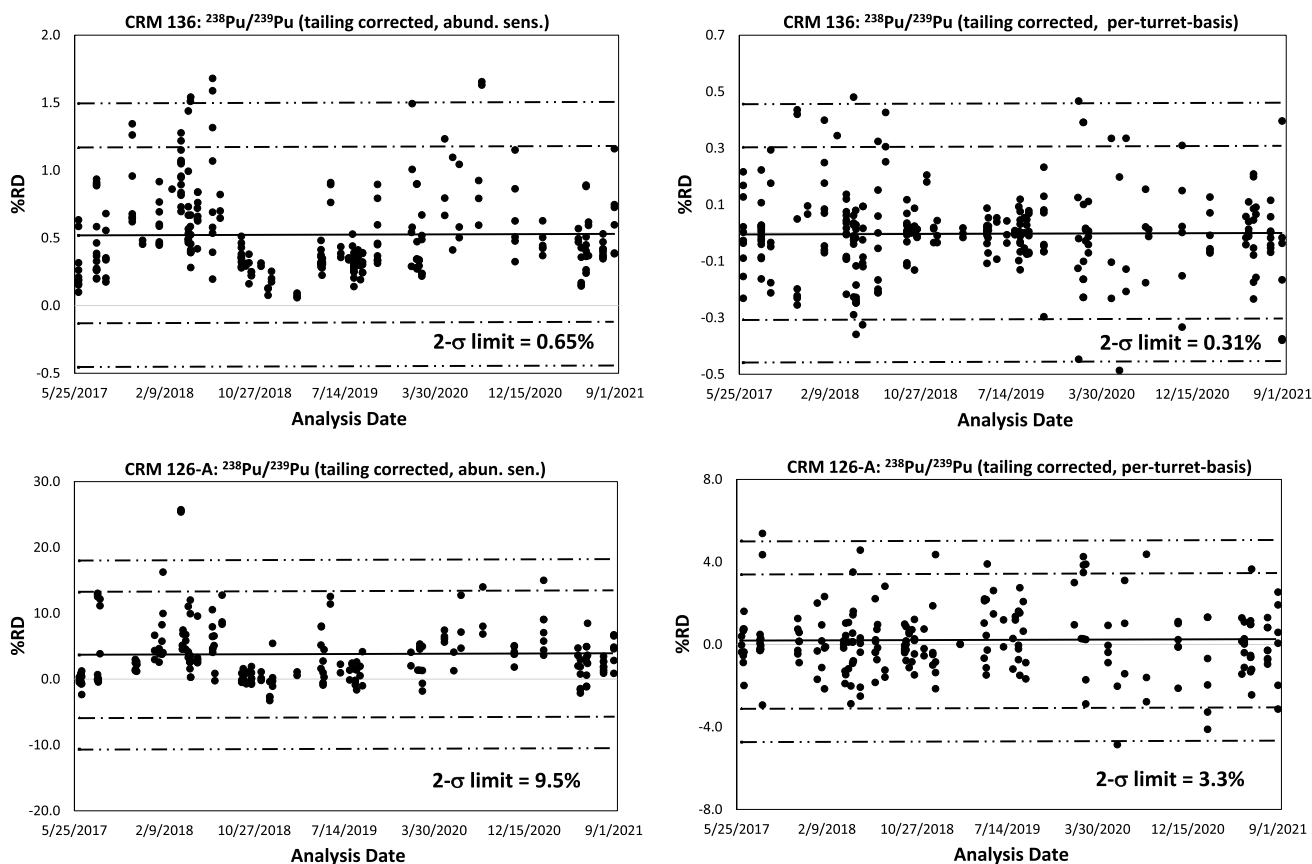 CRM 136: ²³⁸Pu/²³⁹Pu (tailing corrected, abund. sens.)
2.0
1.5
1.0
0.5
0.0
-0.5
%RD
2-σ limit = 0.65%
5/25/2017 2/9/2018 10/27/2018 7/14/2019 3/30/2020 12/15/2020 9/1/2021
Analysis Date
CRM 136: ²³⁸Pu/²³⁹Pu (tailing corrected, per-turret-basis)
0.7
0.5
0.3
0.1
-0.1
-0.3
-0.5
%RD
2-σ limit = 0.31%
5/25/2017 2/9/2018 10/27/2018 7/14/2019 3/30/2020 12/15/2020 9/1/2021
Analysis Date
CRM 126-A: ²³⁸Pu/²³⁹Pu (tailing corrected, abun. sen.)
30.0
20.0
10.0
0.0
-10.0
-20.0
%RD
2-σ limit = 9.5%
5/25/2017 2/9/2018 10/27/2018 7/14/2019 3/30/2020 12/15/2020 9/1/2021
Analysis Date
CRM 126-A: ²³⁸Pu/²³⁹Pu (tailing corrected, per-turret-basis)
8.0
4.0
0.0
-4.0
-8.0
%RD
2-σ limit = 3.3%
5/25/2017 2/9/2018 10/27/2018 7/14/2019 3/30/2020 12/15/2020 9/1/2021
Analysis Date